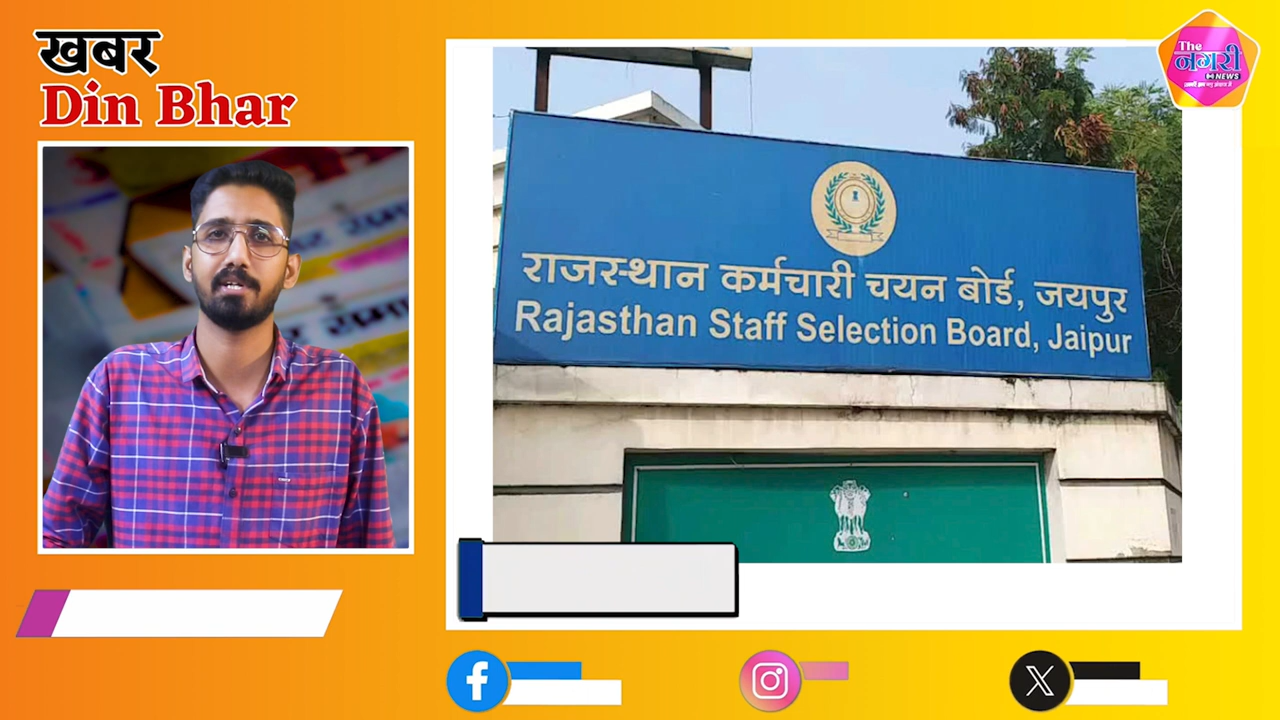 खबर
Din Bhar
The
नगरी
NEWS
राजस्थान कर्मचारी चयन बोर्ड, जयपुर
Rajasthan Staff Selection Board, Jaipur